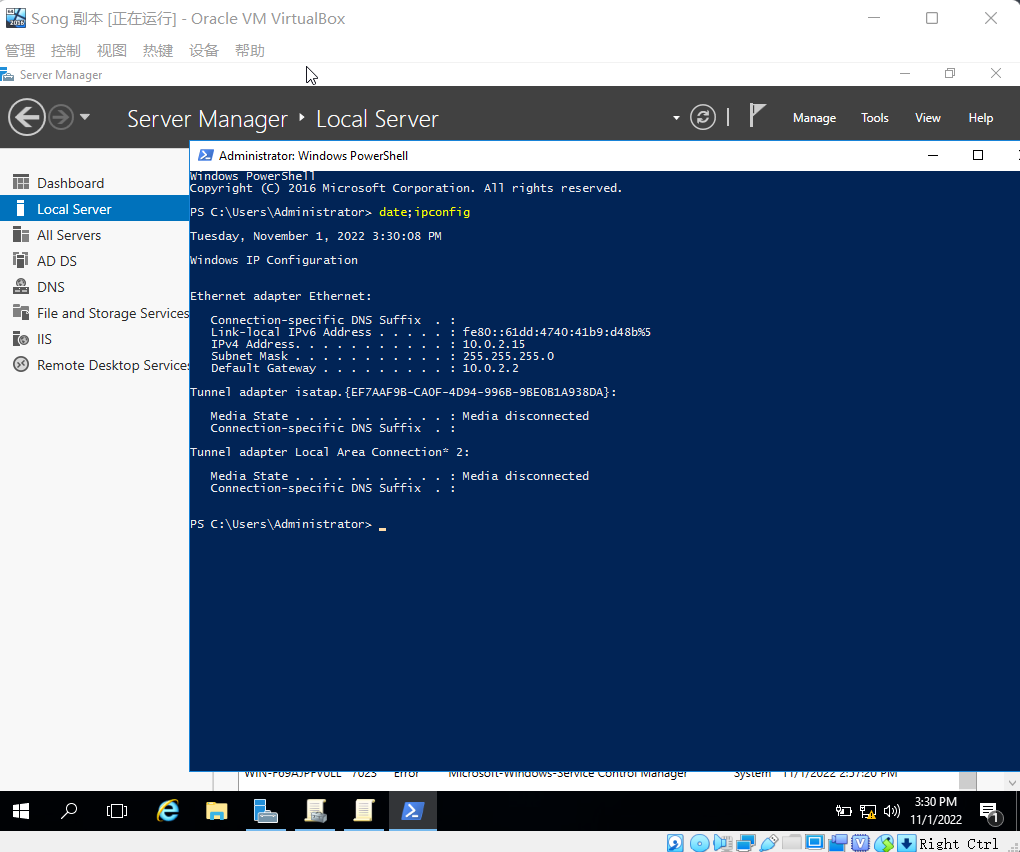 Song 副本 [正在运行] - Oracle VM VirtualBox
管理 控制 视图 热键 设备 帮助
Server Manager
Server Manager ‣ Local Server
Manage Tools View Help
Administrator: Windows PowerShell
Dashboard
Local Server
All Servers
AD DS
DNS
File and Storage Services
IIS
Remote Desktop Services
Windows PowerShell
Copyright (C) 2016 Microsoft Corporation. All rights reserved.
PS C:\Users\Administrator> date;ipconfig
Tuesday, November 1, 2022 3:30:08 PM
Windows IP Configuration
Ethernet adapter Ethernet:
Connection-specific DNS Suffix  . :
Link-local IPv6 Address . . . . . : fe80::61dd:4740:41b9:d48b%5
IPv4 Address. . . . . . . . . . . : 10.0.2.15
Subnet Mask . . . . . . . . . . . : 255.255.255.0
Default Gateway . . . . . . . . . : 10.0.2.2
Tunnel adapter isatap.{EF7AAF9B-CA0F-4D94-996B-9BE0B1A938DA}:
Media State . . . . . . . . . . . : Media disconnected
Connection-specific DNS Suffix  . :
Tunnel adapter Local Area Connection* 2:
Media State . . . . . . . . . . . : Media disconnected
Connection-specific DNS Suffix  . :
PS C:\Users\Administrator> _
7023 Error Microsoft-Windows-Service Control Manager System 11/1/2022 2:57:20 PM
3:30 PM
11/1/2022
1
Right Ctrl